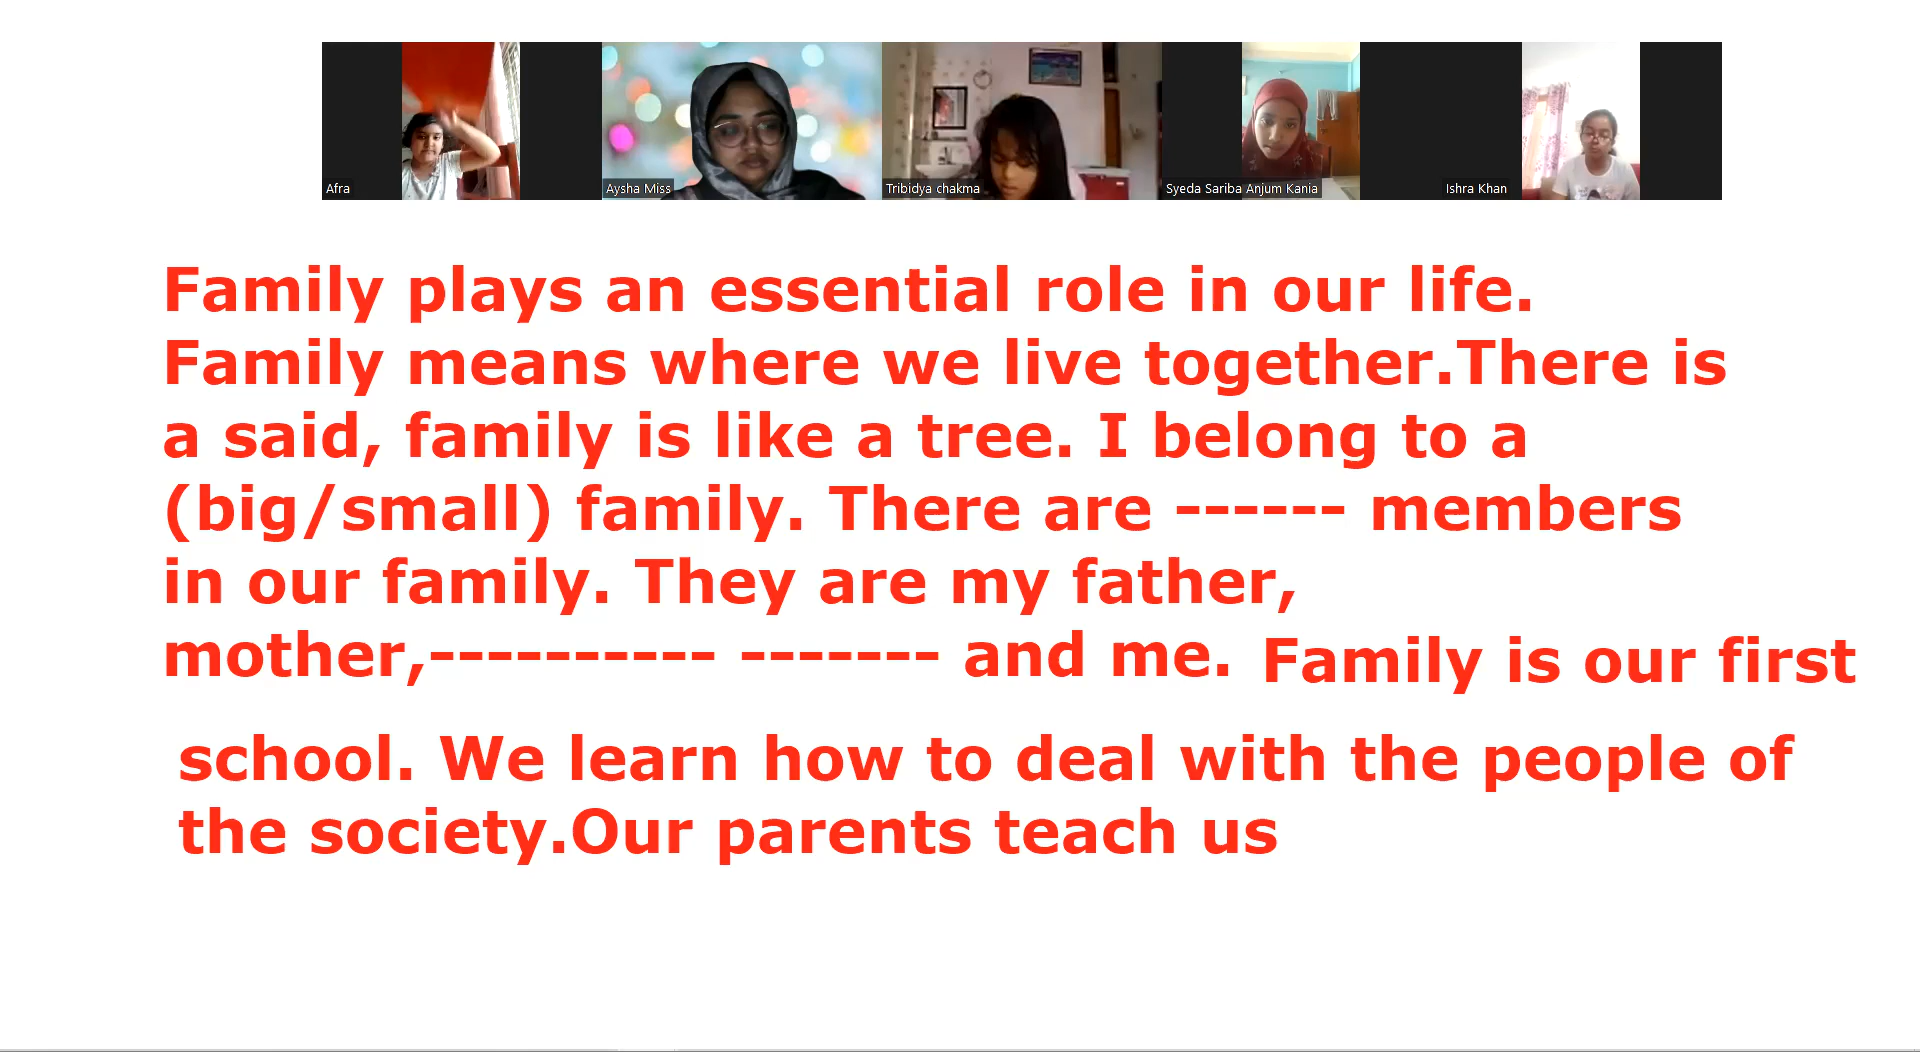 Afra
Aysha Miss
Tribidya chakma
Syeda Sariba Anjum Kania
Ishra Khan
Family plays an essential role in our life.
Family means where we live together.There is
a said, family is like a tree. I belong to a
(big/small) family. There are ------ members
in our family. They are my father,
mother,---------- ------- and me. Family is our first
school. We learn how to deal with the people of
the society.Our parents teach us